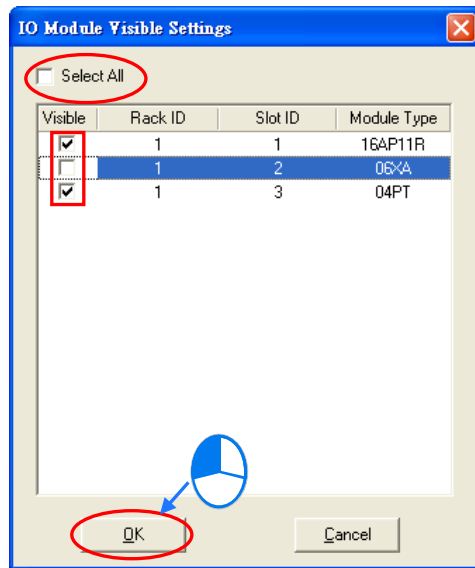 IO Module Visible Settings
Select All
Visible Rack ID Slot ID Module Type
1 1 16AP11R
1 2 06XA
1 3 04PT
OK Cancel